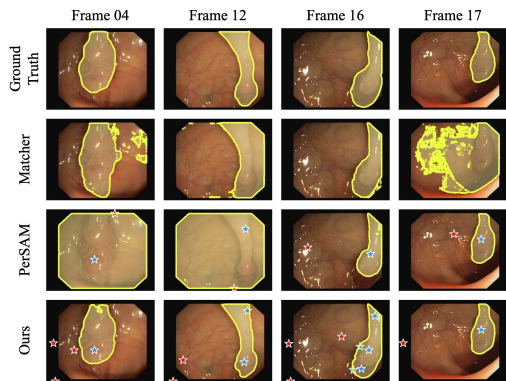 Frame 04 Frame 12 Frame 16 Frame 17
Ground
Truth
Matcher
PerSAM
Ours